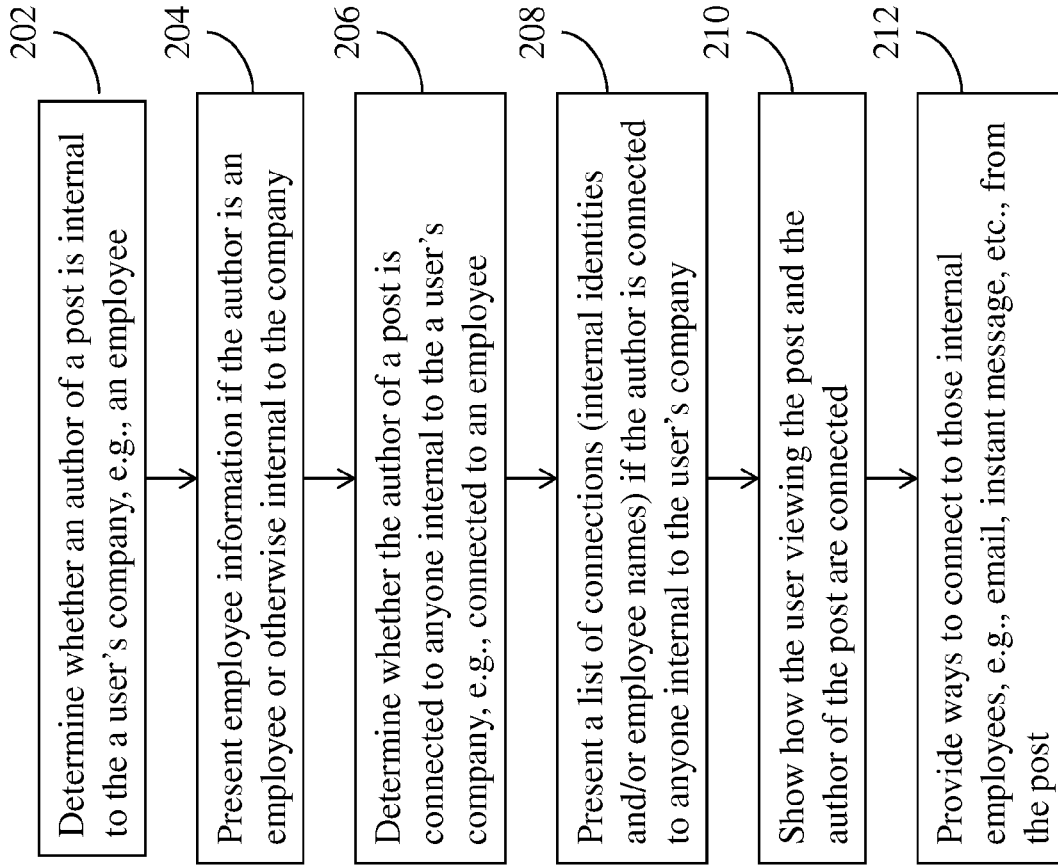 202
Determine whether an author of a post is internal
to the a user's company, e.g., an employee
204
Present employee information if the author is an
employee or otherwise internal to the company
206
Determine whether the author of a post is
connected to anyone internal to the a user's
company, e.g., connected to an employee
208
Present a list of connections (internal identities
and/or employee names) if the author is connected
to anyone internal to the user's company
210
Show how the user viewing the post and the
author of the post are connected
212
Provide ways to connect to those internal
employees, e.g., email, instant message, etc., from
the post